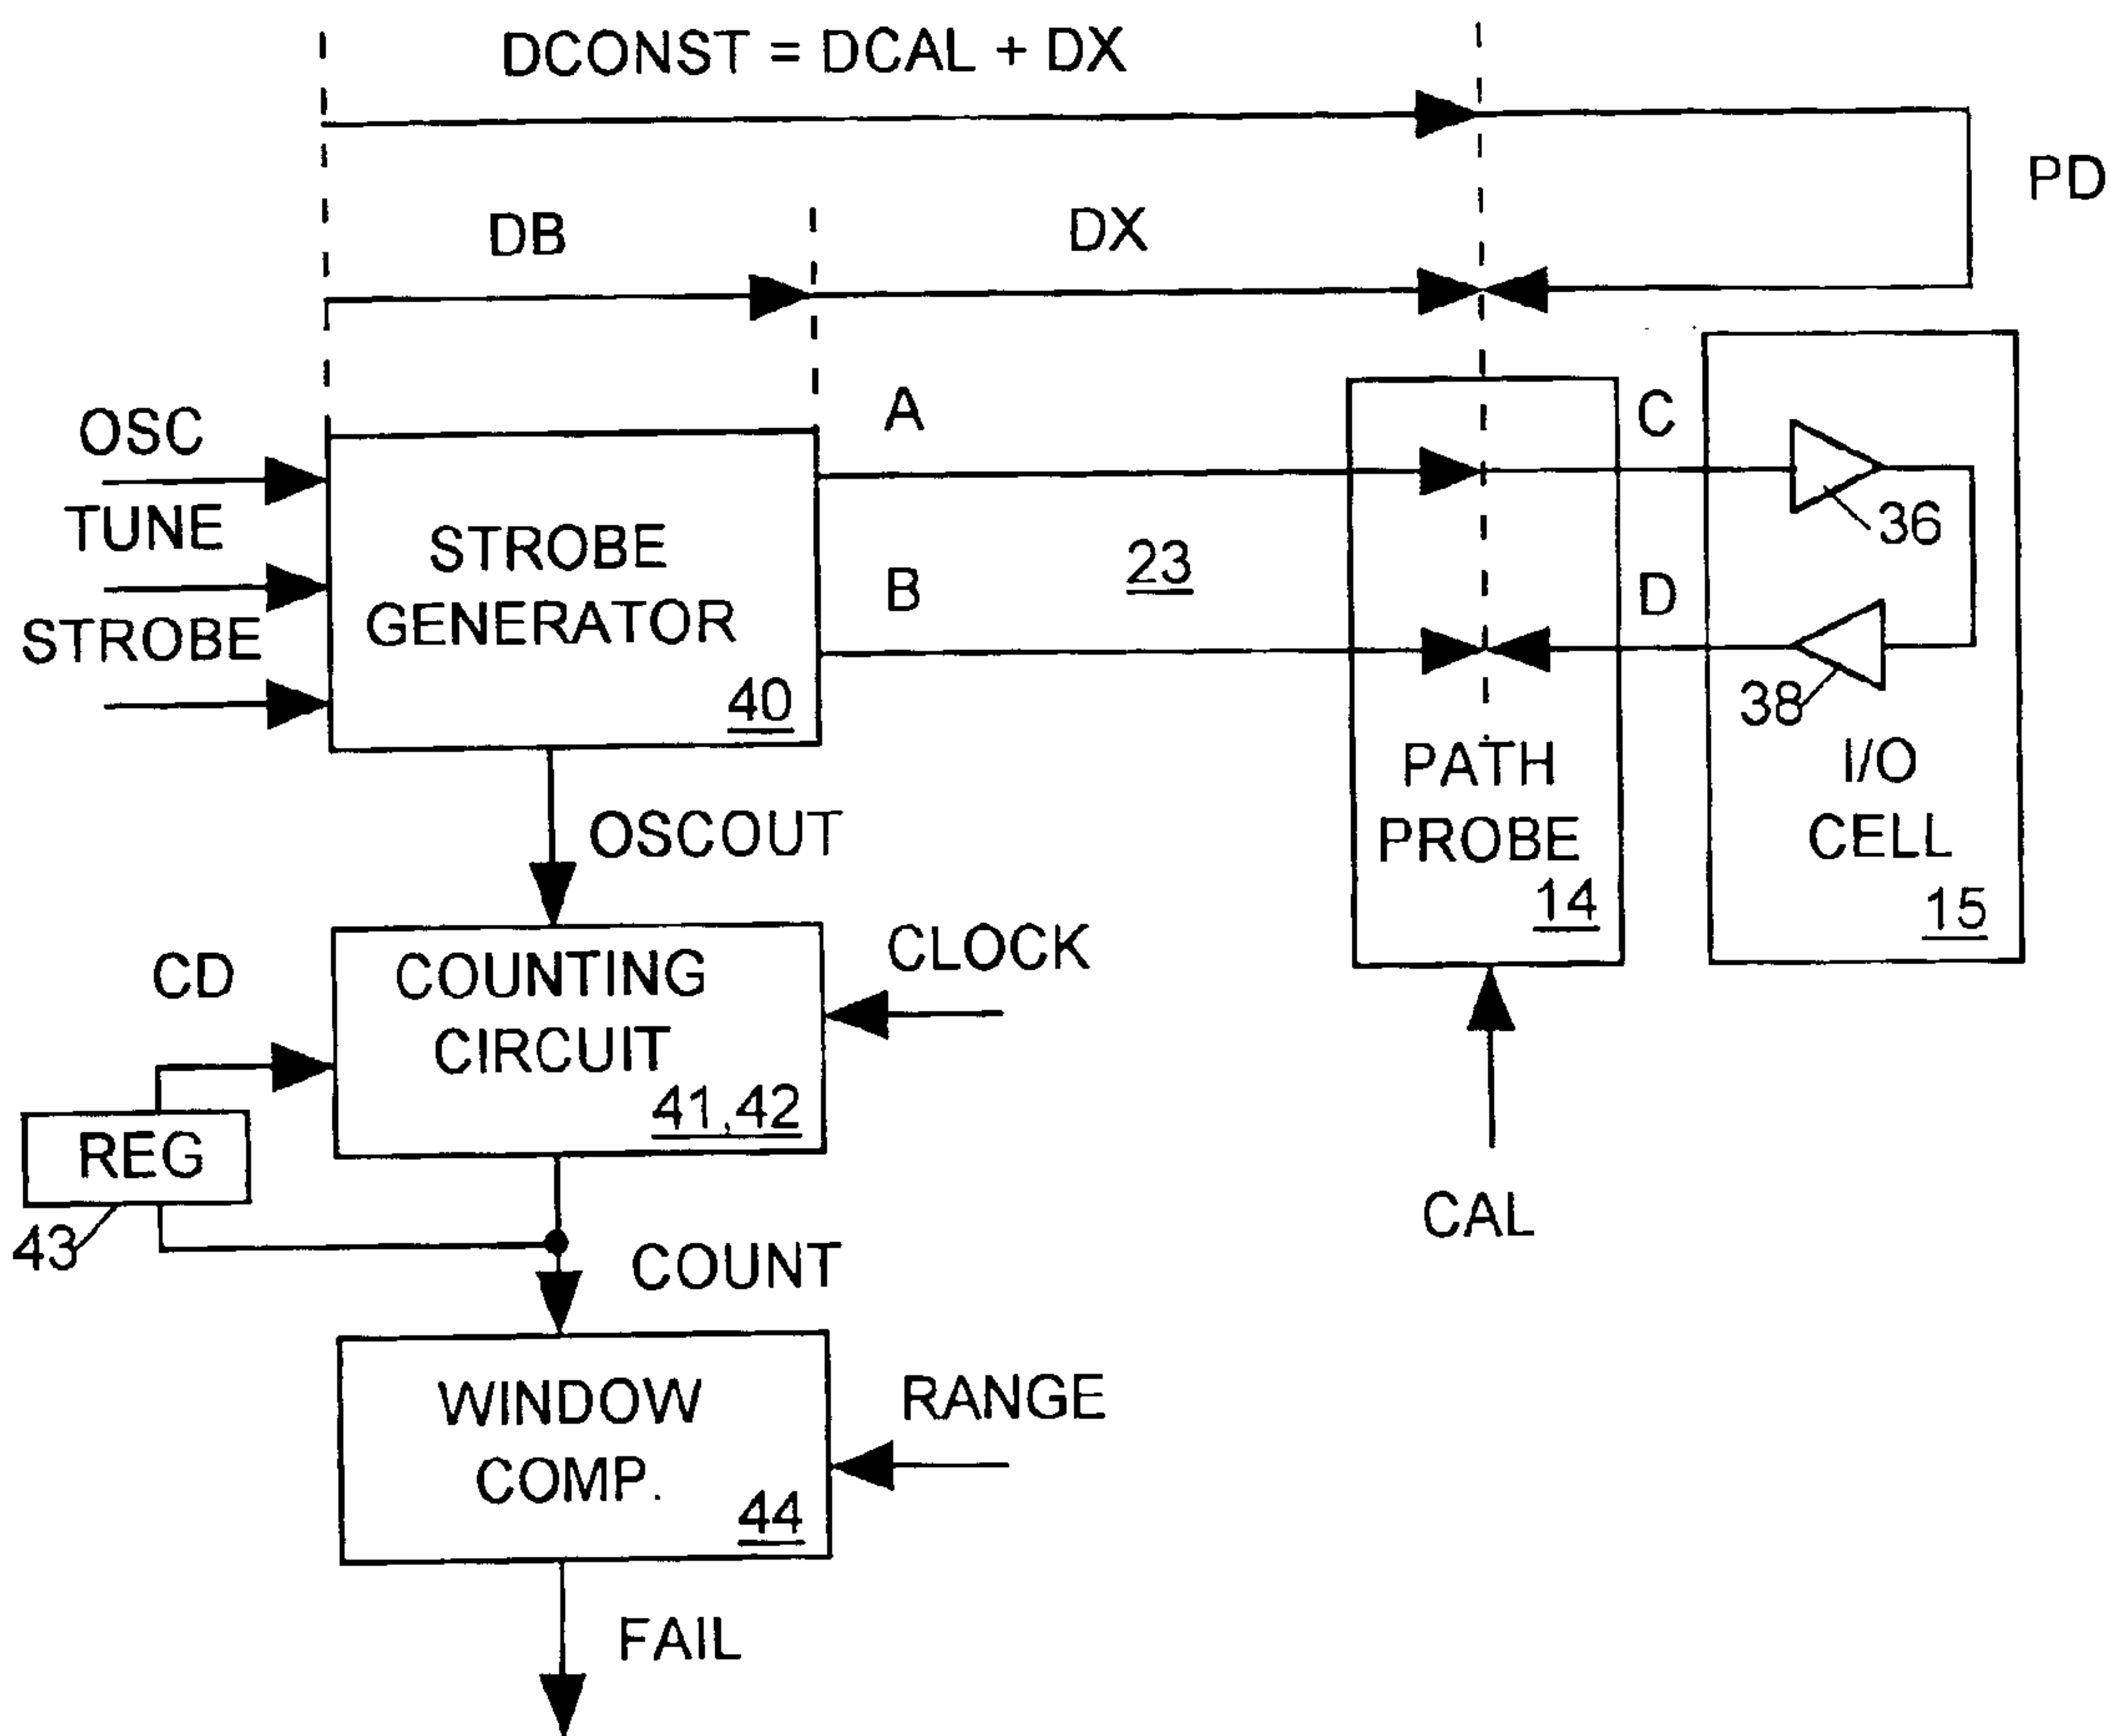 DCONST = DCAL + DX
PD
DB
DX
OSC
TUNE
STROBE
STROBE
GENERATOR
40
A
B
23
C
D
36
38
PATH
PROBE
14
I/O
CELL
15
OSCOUT
CD
COUNTING
CIRCUIT
41,42
CLOCK
REG
43
COUNT
CAL
WINDOW
COMP.
44
RANGE
FAIL